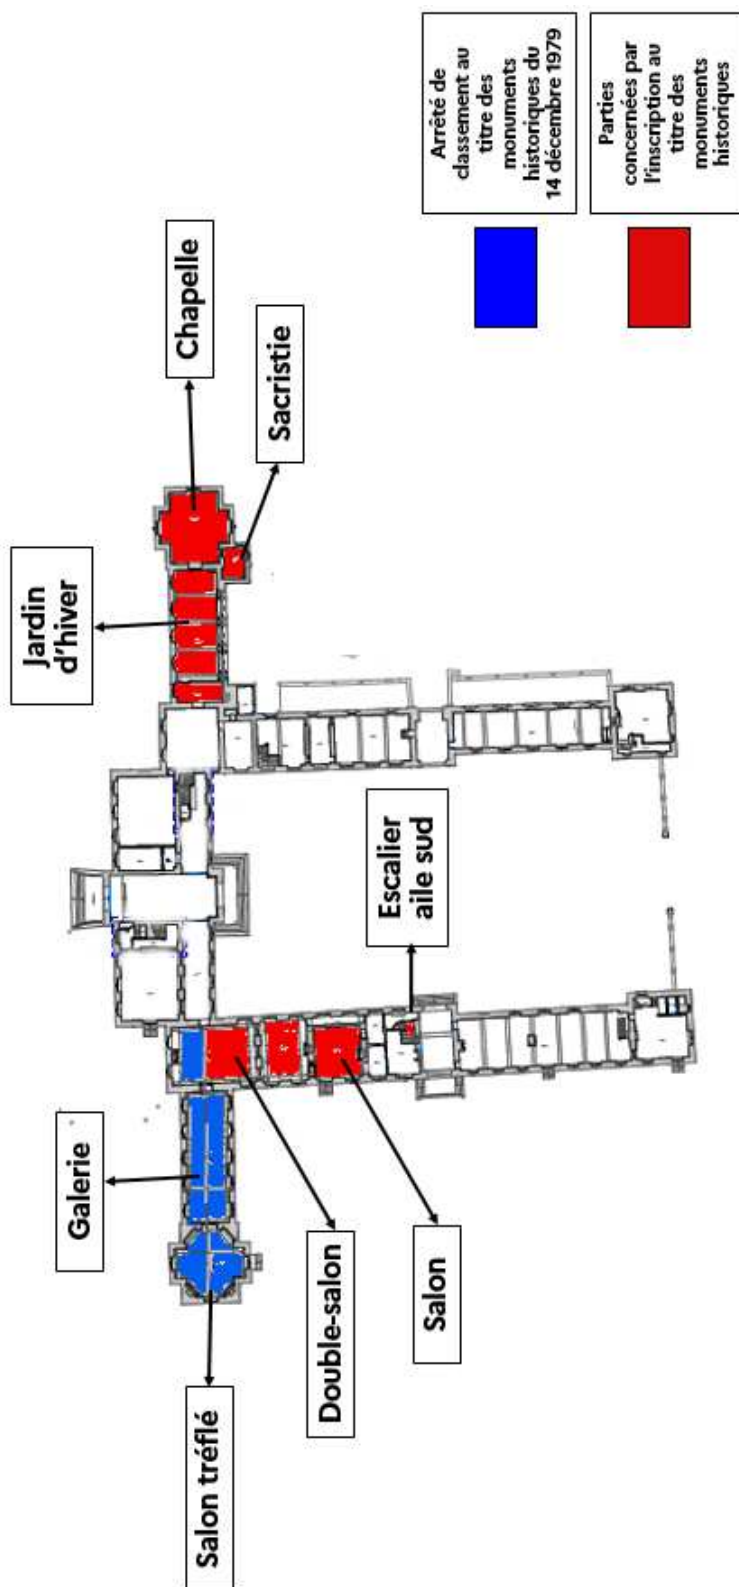 Salon tréflé
Galerie
Double-salon
Salon
Escalier
aile sud
Jardin
d'hiver
Sacristie
Chapelle
Arrêté de
classement au
titre des
monuments
historiques du
14 décembre 1979
Parties
concernées par
l'inscription au
titre des
monuments
historiques